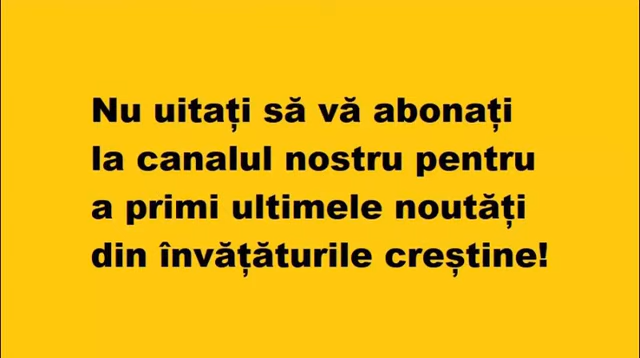 Nu uitați să vă abonați
la canalul nostru pentru
a primi ultimele noutăți
din învățăturile creștine!